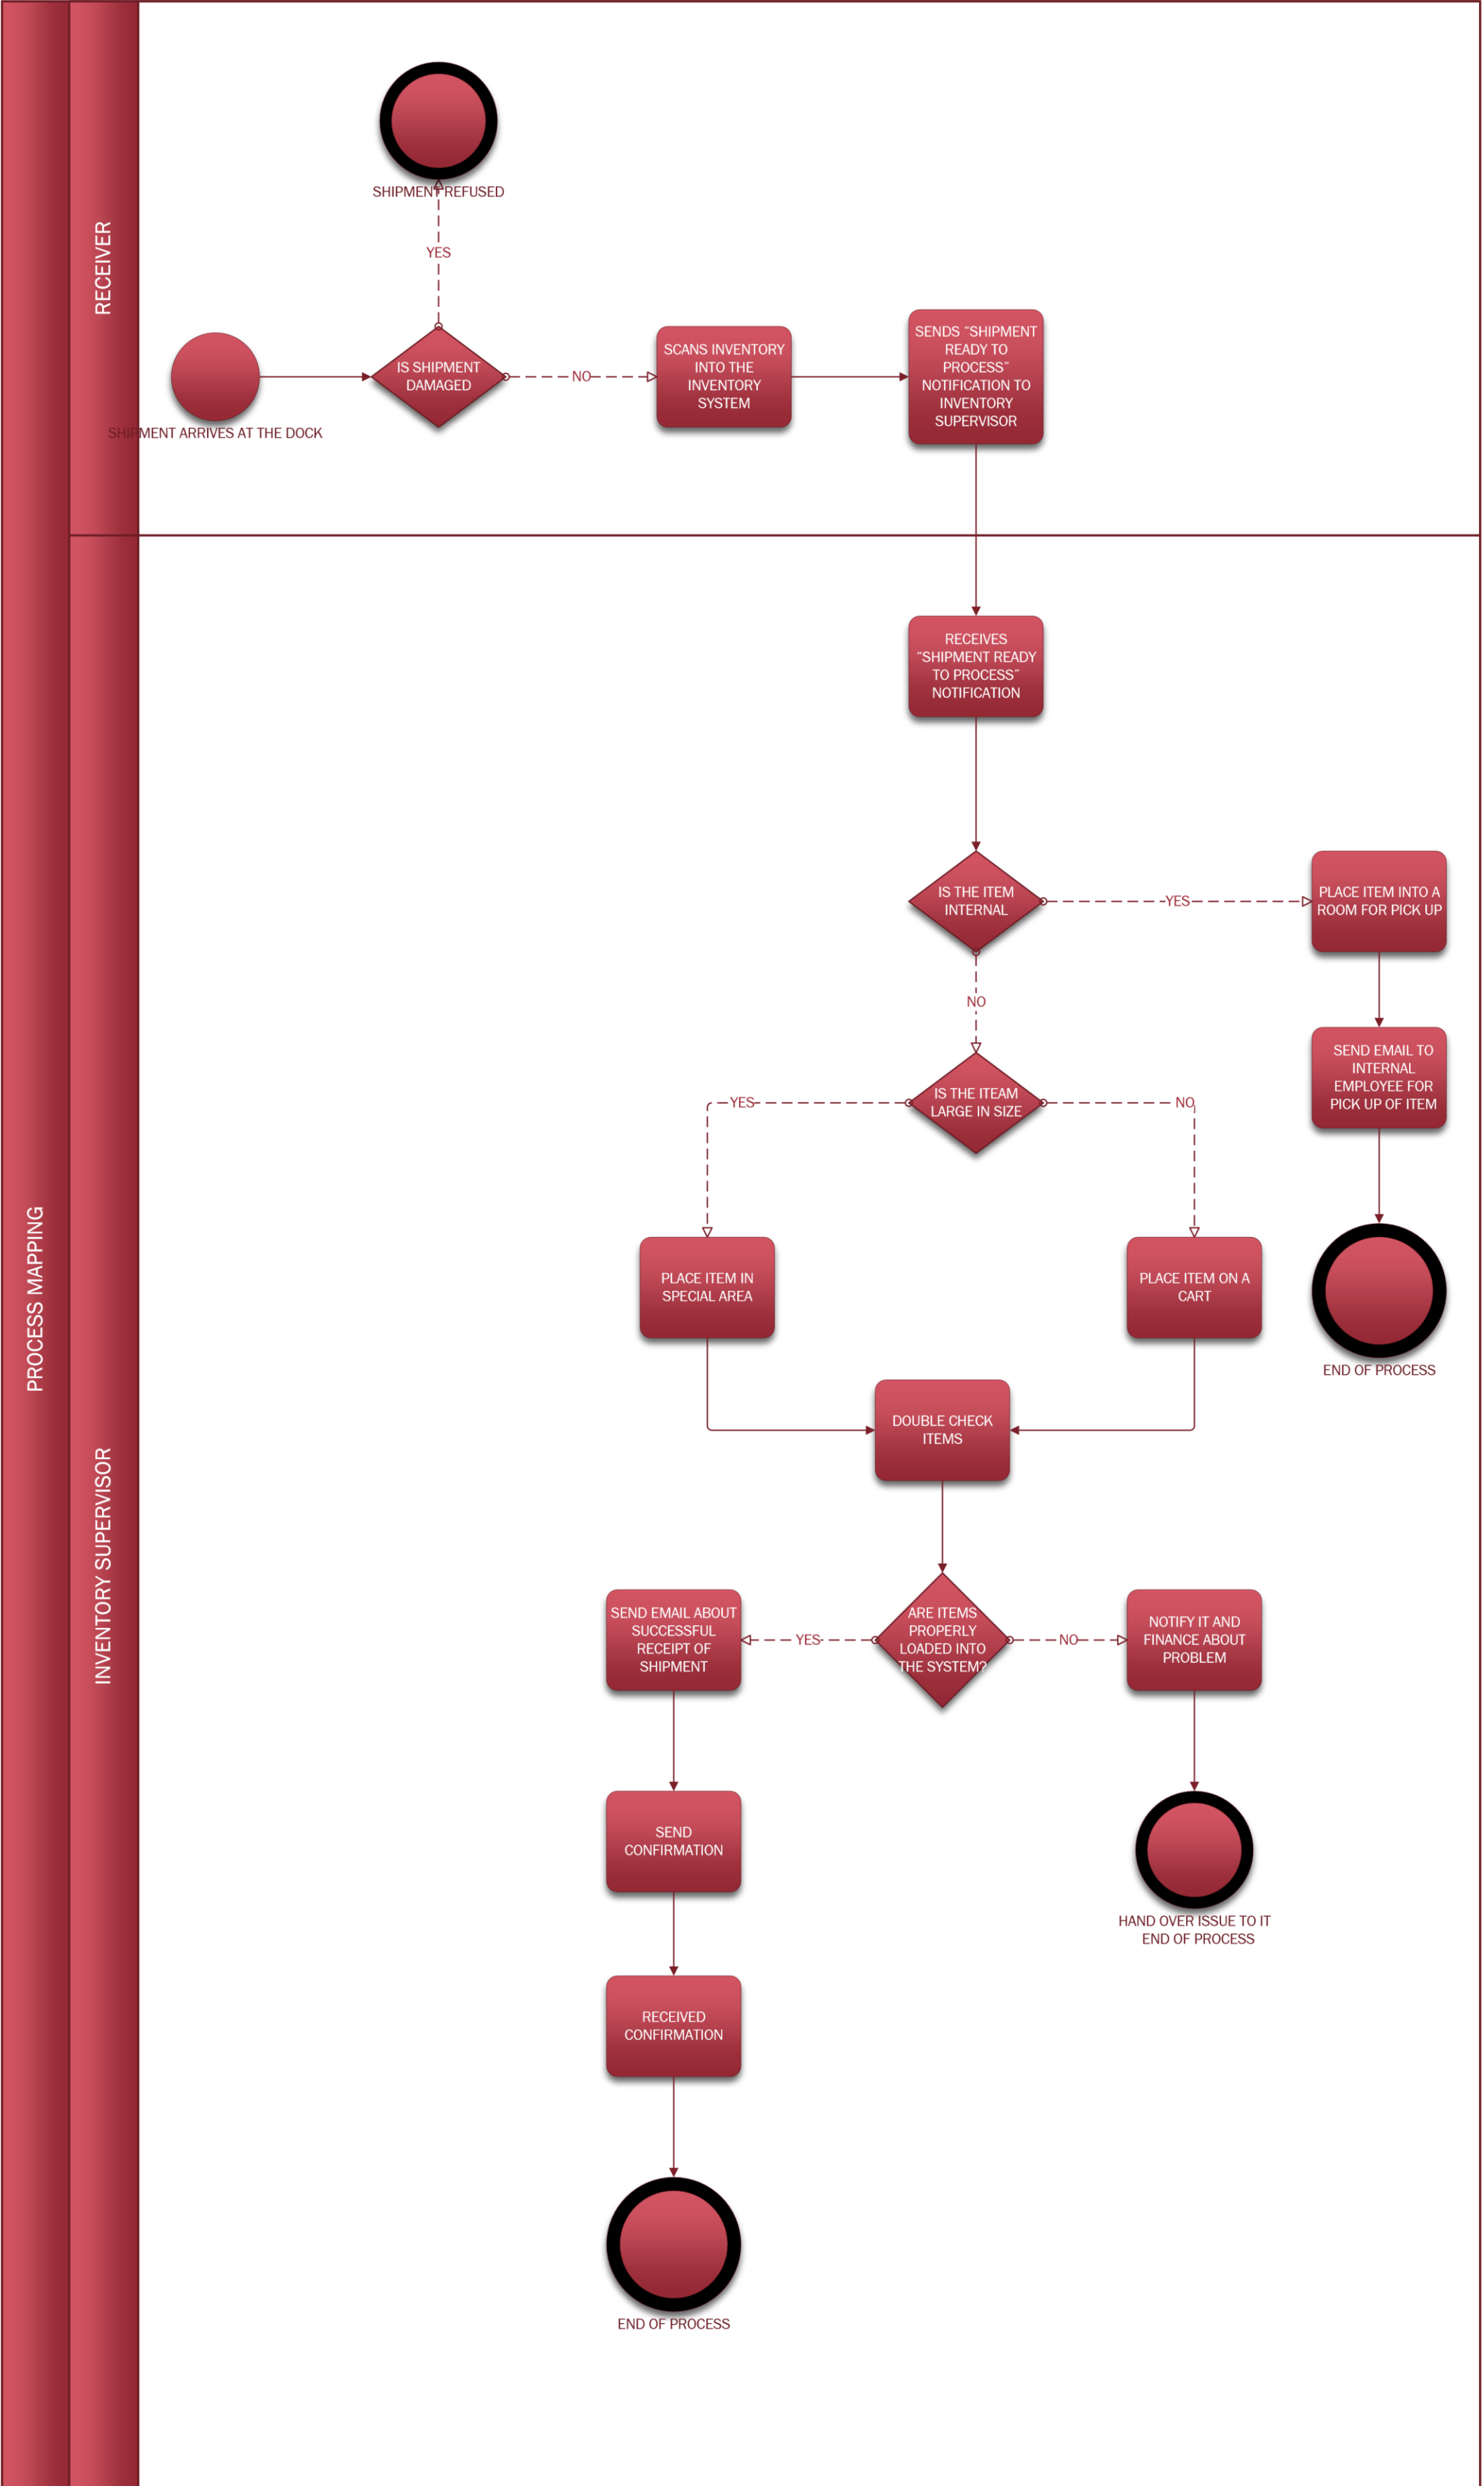 PROCESS MAPPING
RECEIVER
SHIPMENT REFUSED
YES
SHIPMENT ARRIVES AT THE DOCK
IS SHIPMENT
DAMAGED
NO
SCANS INVENTORY
INTO THE
INVENTORY
SYSTEM
SENDS "SHIPMENT
READY TO
PROCESS"
NOTIFICATION TO
INVENTORY
SUPERVISOR
INVENTORY SUPERVISOR
RECEIVES
"SHIPMENT READY
TO PROCESS"
NOTIFICATION
IS THE ITEM
INTERNAL
YES
PLACE ITEM INTO A
ROOM FOR PICK UP
NO
SEND EMAIL TO
INTERNAL
EMPLOYEE FOR
PICK UP OF ITEM
END OF PROCESS
IS THE ITEAM
LARGE IN SIZE
YES
NO
PLACE ITEM IN
SPECIAL AREA
PLACE ITEM ON A
CART
DOUBLE CHECK
ITEMS
ARE ITEMS
PROPERLY
LOADED INTO
THE SYSTEM?
YES
NO
SEND EMAIL ABOUT
SUCCESSFUL
RECEIPT OF
SHIPMENT
NOTIFY IT AND
FINANCE ABOUT
PROBLEM
SEND
CONFIRMATION
HAND OVER ISSUE TO IT
END OF PROCESS
RECEIVED
CONFIRMATION
END OF PROCESS